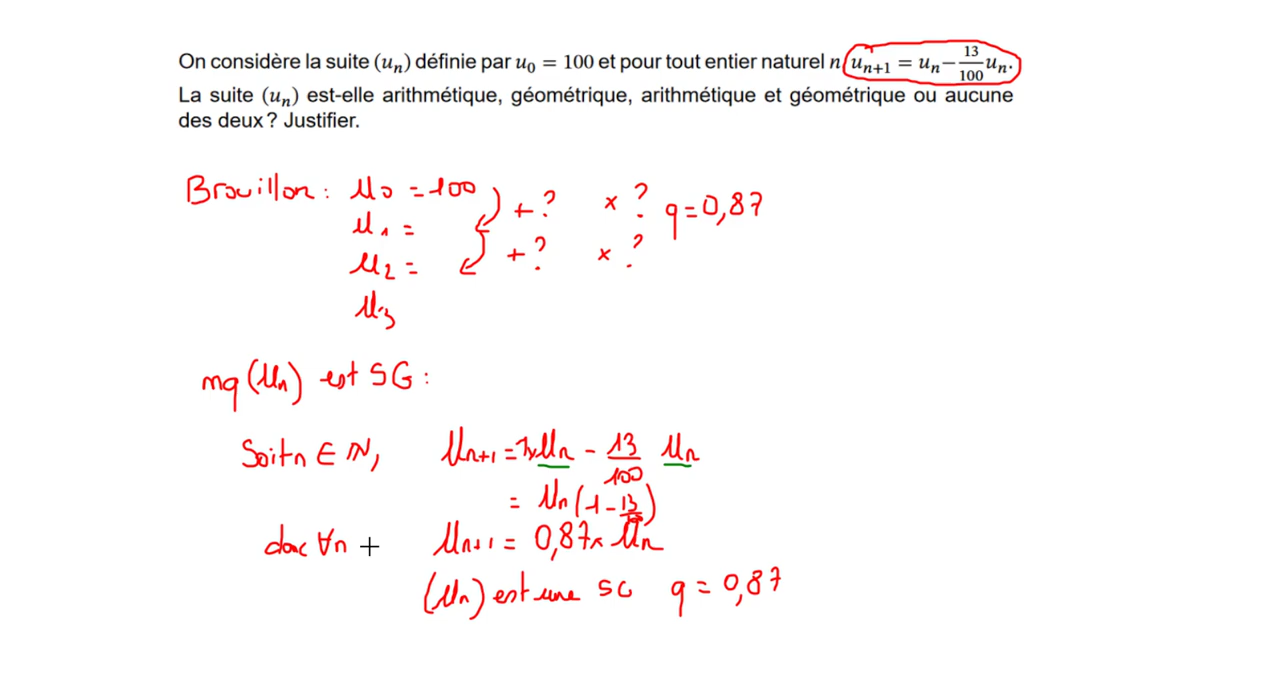 On considère la suite (uₙ) définie par u₀ = 100 et pour tout entier naturel n, uₙ₊₁ = uₙ − 13/100 uₙ.
La suite (uₙ) est-elle arithmétique, géométrique, arithmétique et géométrique ou aucune
des deux ? Justifier.
Brouillon : u₀ = 100 + ? × ? q = 0,87
u₁ =
+ ? × ?
u₂ =
u₃
mq (uₙ) est SG :
Soit n ∈ ℕ, uₙ₊₁ = 1×uₙ − 13/100 uₙ
= uₙ (1 − 13/100)
donc ∀n uₙ₊₁ = 0,87 × uₙ
(uₙ) est une SG q = 0,87